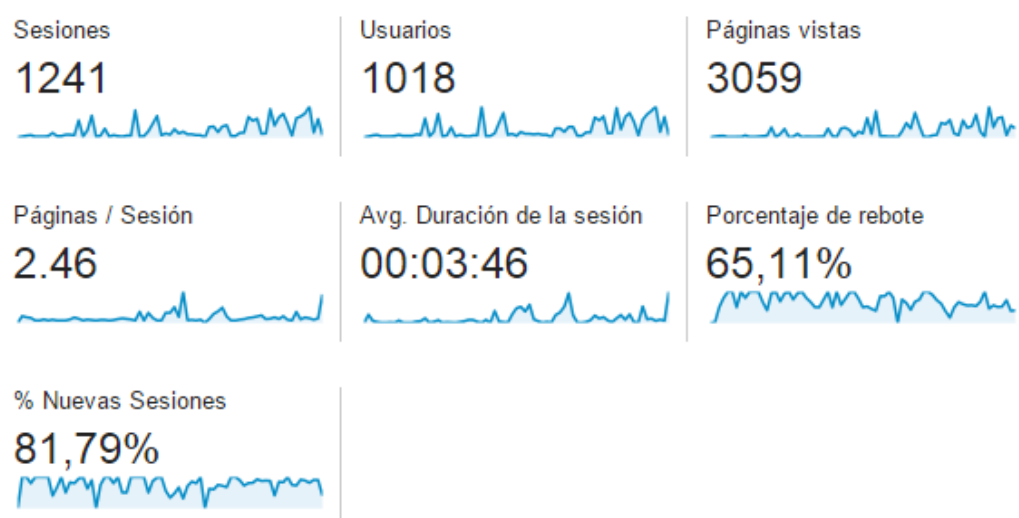 Sesiones
1241
Usuarios
1018
Páginas vistas
3059
Páginas / Sesión
2.46
Avg. Duración de la sesión
00:03:46
Porcentaje de rebote
65,11%
% Nuevas Sesiones
81,79%